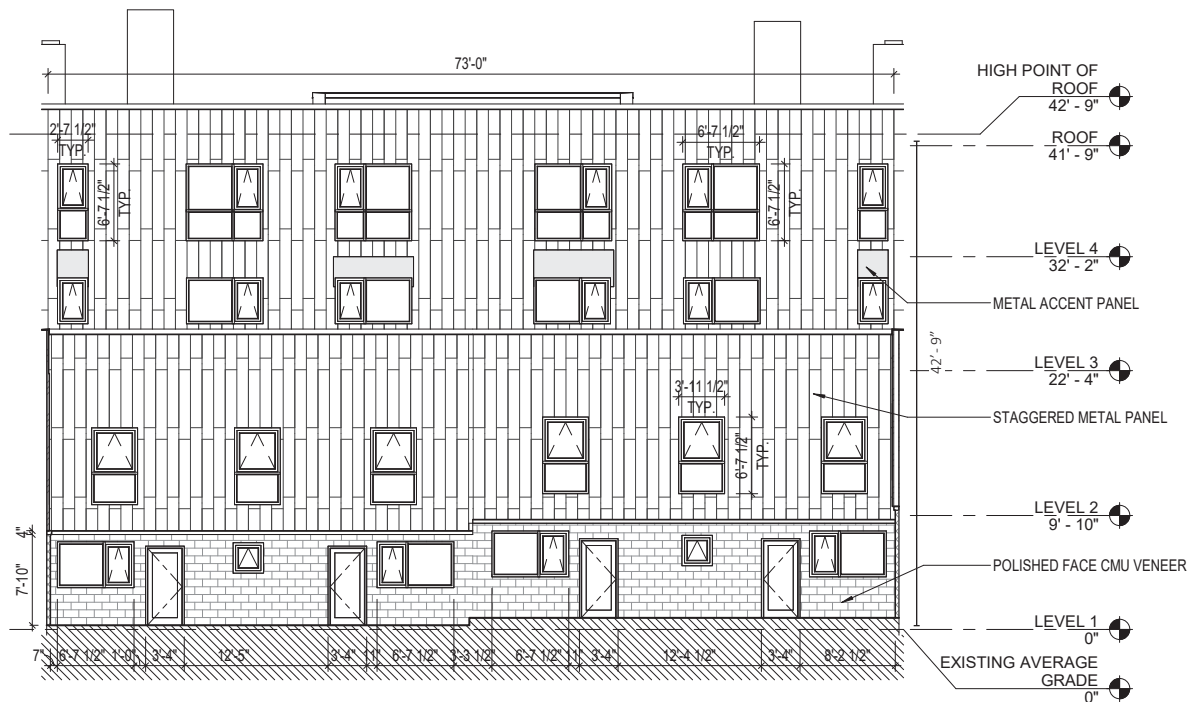 73'-0"
HIGH POINT OF
ROOF
42' - 9"
2'-7 1/2"
TYP.
6'-7 1/2"
TYP.
ROOF
41' - 9"
6'-7 1/2"
TYP.
6'-7 1/2"
TYP.
LEVEL 4
32' - 2"
METAL ACCENT PANEL
42' - 9"
LEVEL 3
22' - 4"
3'-11 1/2"
TYP.
STAGGERED METAL PANEL
6'-7 1/2"
TYP.
LEVEL 2
9' - 10"
4"
7'-10"
POLISHED FACE CMU VENEER
LEVEL 1
0"
7" 6'-7 1/2" 1'-0" 3'-4" 12'-5" 3'-4" 1" 6'-7 1/2" 3'-3 1/2" 6'-7 1/2" 1" 3'-4" 12'-4 1/2" 3'-4" 8'-2 1/2"
EXISTING AVERAGE
GRADE
0"